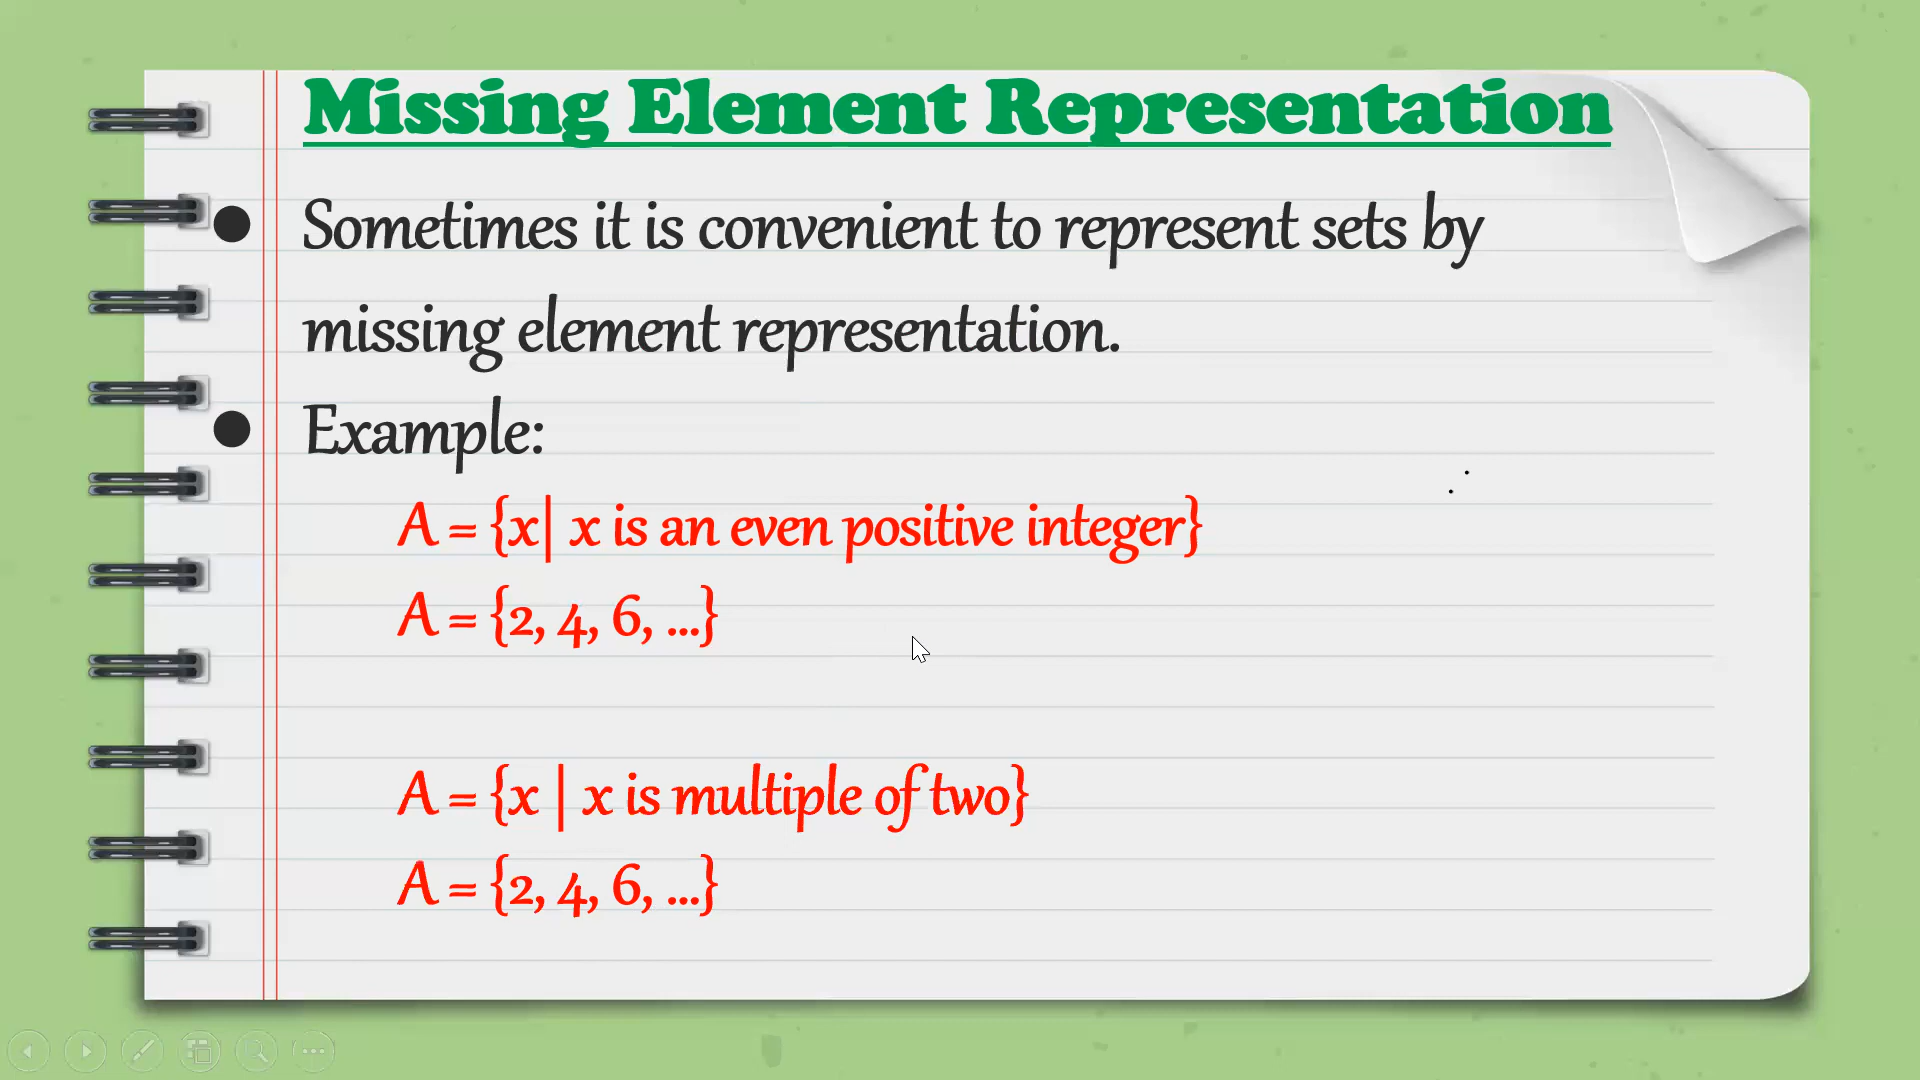 Missing Element Representation
● Sometimes it is convenient to represent sets by
missing element representation.
● Example:
A = {x| x is an even positive integer}
A = {2, 4, 6, ...}
A = {x | x is multiple of two}
A = {2, 4, 6, ...}